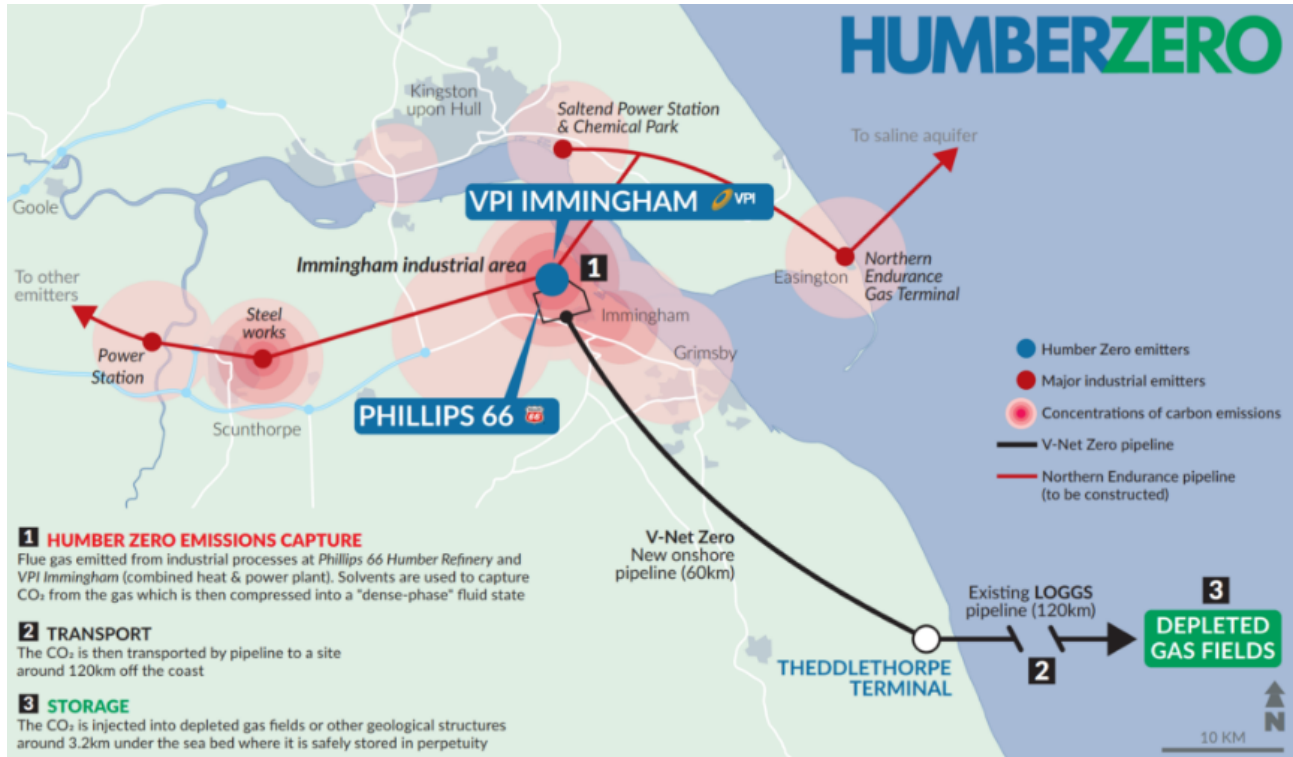 HUMBERZERO
Kingston
upon Hull
Saltend Power Station
& Chemical Park
To saline aquifer
Goole
VPI IMMINGHAM VPI
Immingham industrial area
1
Easington
Northern
Endurance
Gas Terminal
To other
emitters
Steel
works
Immingham
Power
Station
Grimsby
PHILLIPS 66 66
Scunthorpe
Humber Zero emitters
Major industrial emitters
Concentrations of carbon emissions
V-Net Zero pipeline
Northern Endurance pipeline
(to be constructed)
1 HUMBER ZERO EMISSIONS CAPTURE
Flue gas emitted from industrial processes at Phillips 66 Humber Refinery and
VPI Immingham (combined heat & power plant). Solvents are used to capture
CO₂ from the gas which is then compressed into a "dense-phase" fluid state
2 TRANSPORT
The CO₂ is then transported by pipeline to a site
around 120km off the coast
3 STORAGE
The CO₂ is injected into depleted gas fields or other geological structures
around 3.2km under the sea bed where it is safely stored in perpetuity
V-Net Zero
New onshore
pipeline (60km)
THEDDLETHORPE
TERMINAL
Existing LOGGS
pipeline (120km)
2
3
DEPLETED
GAS FIELDS
N
10 KM